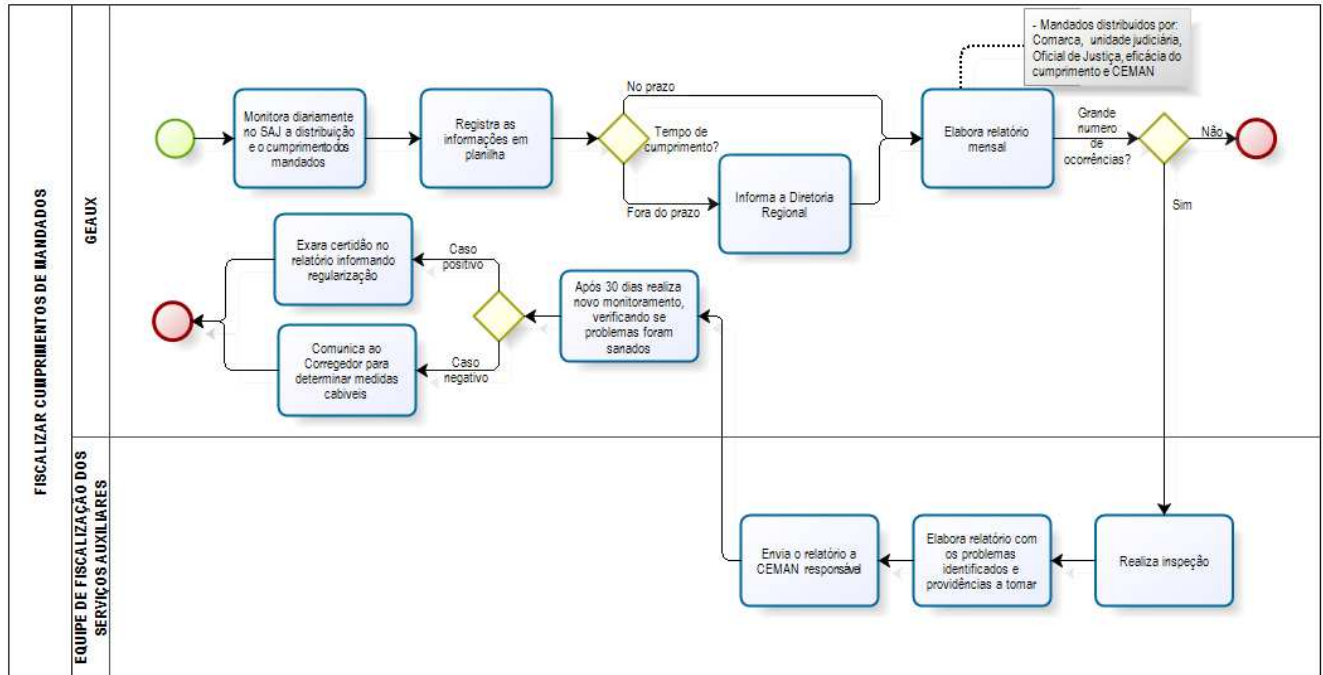 FISCALIZAR CUMPRIMENTOS DE MANDADOS
GEAUX
Monitora diariamente
no SAJ a distribuição
e o cumprimento dos
mandados
Registra as
informações em
planilha
No prazo
Tempo de
cumprimento?
Fora do prazo
Informa a Diretoria
Regional
- Mandados distribuidos por:
Comarca, unidade judiciária,
Oficial de Justiça, eficácia do
cumprimento e CEMAN
Elabora relatório
mensal
Grande
numero
de
ocorrências?
Não
Sim
Após 30 dias realiza
novo monitoramento,
verificando se
problemas foram
sanados
Caso
positivo
Exara certidão no
relatório informando
regularização
Caso
negativo
Comunica ao
Corregedor para
determinar medidas
cabiveis
EQUIPE DE FISCALIZAÇÃO DOS
SERVIÇOS AUXILIARES
Realiza inspeção
Elabora relatório com
os problemas
identificados e
providências a tomar
Envia o relatório a
CEMAN responsável